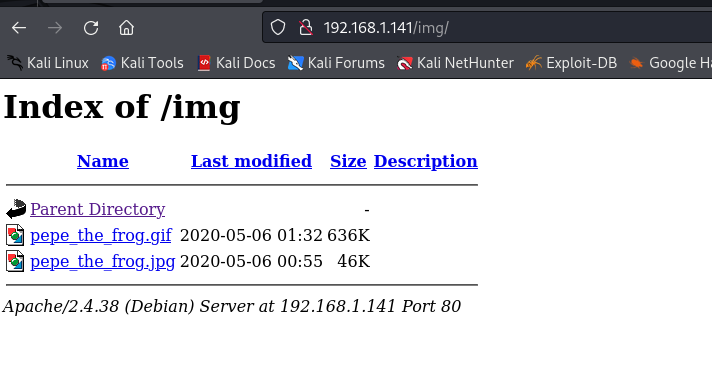 192.168.1.141/img/
Kali Linux Kali Tools Kali Docs Kali Forums Kali NetHunter Exploit-DB Google Ha
Index of /img
Name Last modified Size Description
Parent Directory -
pepe_the_frog.gif 2020-05-06 01:32 636K
pepe_the_frog.jpg 2020-05-06 00:55 46K
Apache/2.4.38 (Debian) Server at 192.168.1.141 Port 80